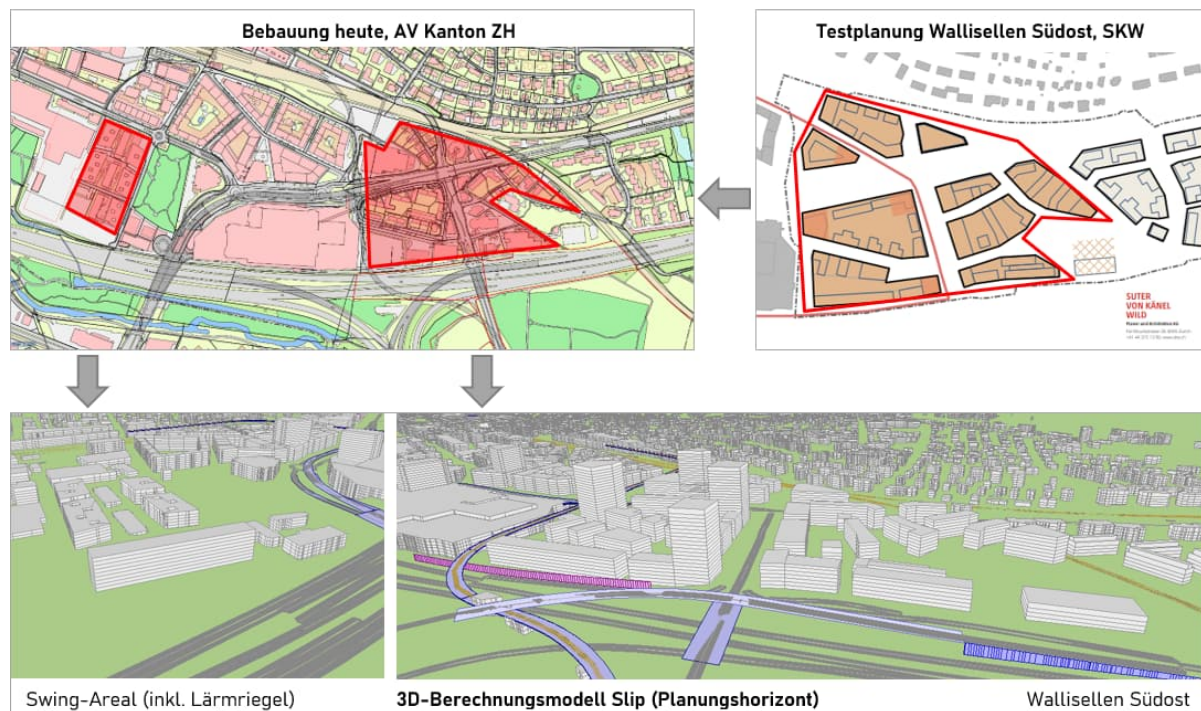 Bebauung heute, AV Kanton ZH
Testplanung Wallisellen Südost, SKW
SUTER
VON KÄNEL
WILD
Swing-Areal (inkl. Lärmriegel)
3D-Berechnungsmodell Slip (Planungshorizont)
Wallisellen Südost